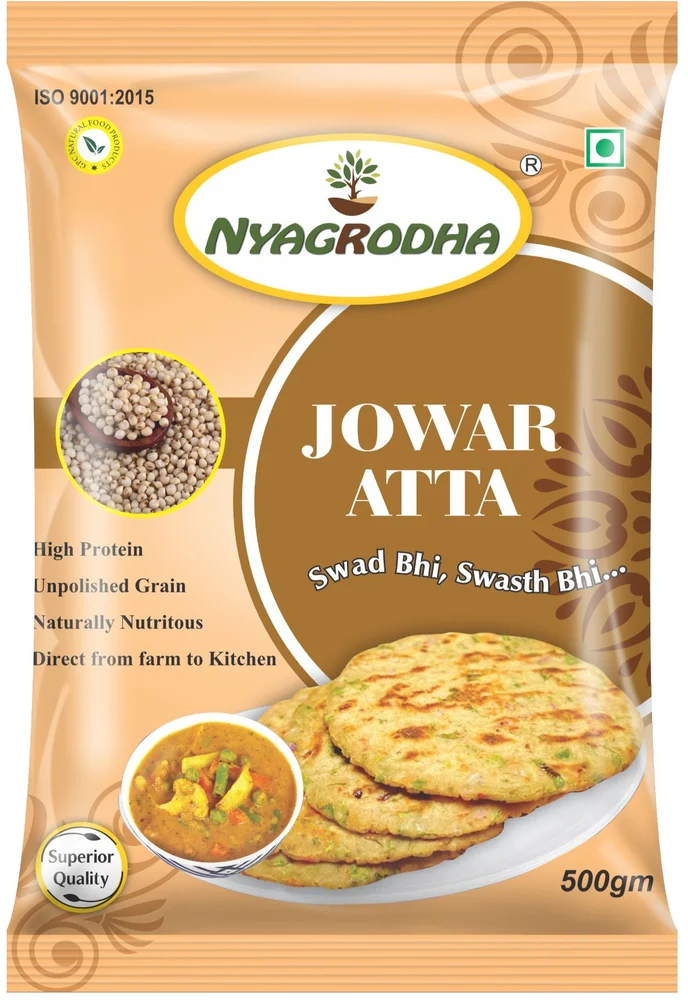 ISO 9001:2015
GPC NATURAL FOOD PRODUCTS
®
NYAGRODHA
JOWAR
ATTA
Swad Bhi, Swasth Bhi...
High Protein
Unpolished Grain
Naturally Nutritous
Direct from farm to Kitchen
Superior
Quality
500gm